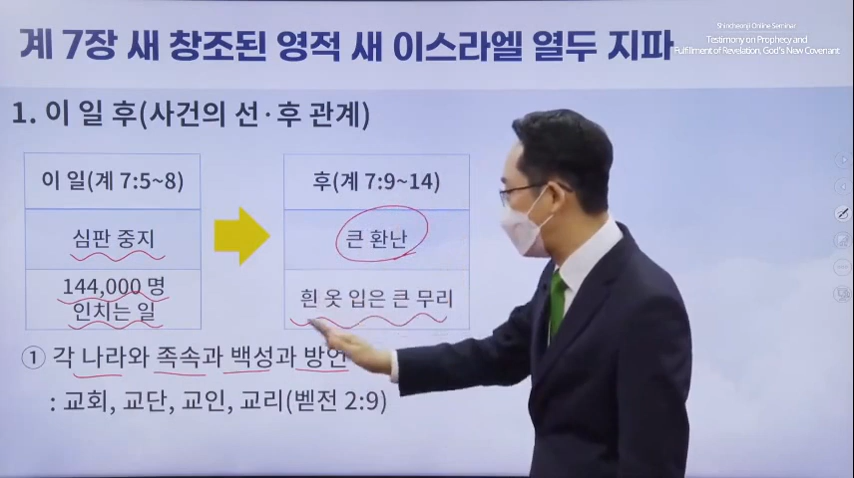 계 7장 새 창조된 영적 새 이스라엘 열두 지파
Shincheonji Online Seminar
Testimony on Prophecy and
Fulfillment of Revelation, God's New Covenant
1. 이 일 후(사건의 선·후 관계)
이 일(계 7:5~8)
후(계 7:9~14)
심판 중지
큰 환난
144,000 명
인치는 일
흰 옷 입은 큰 무리
① 각 나라와 족속과 백성과 방언
: 교회, 교단, 교인, 교리(벧전 2:9)